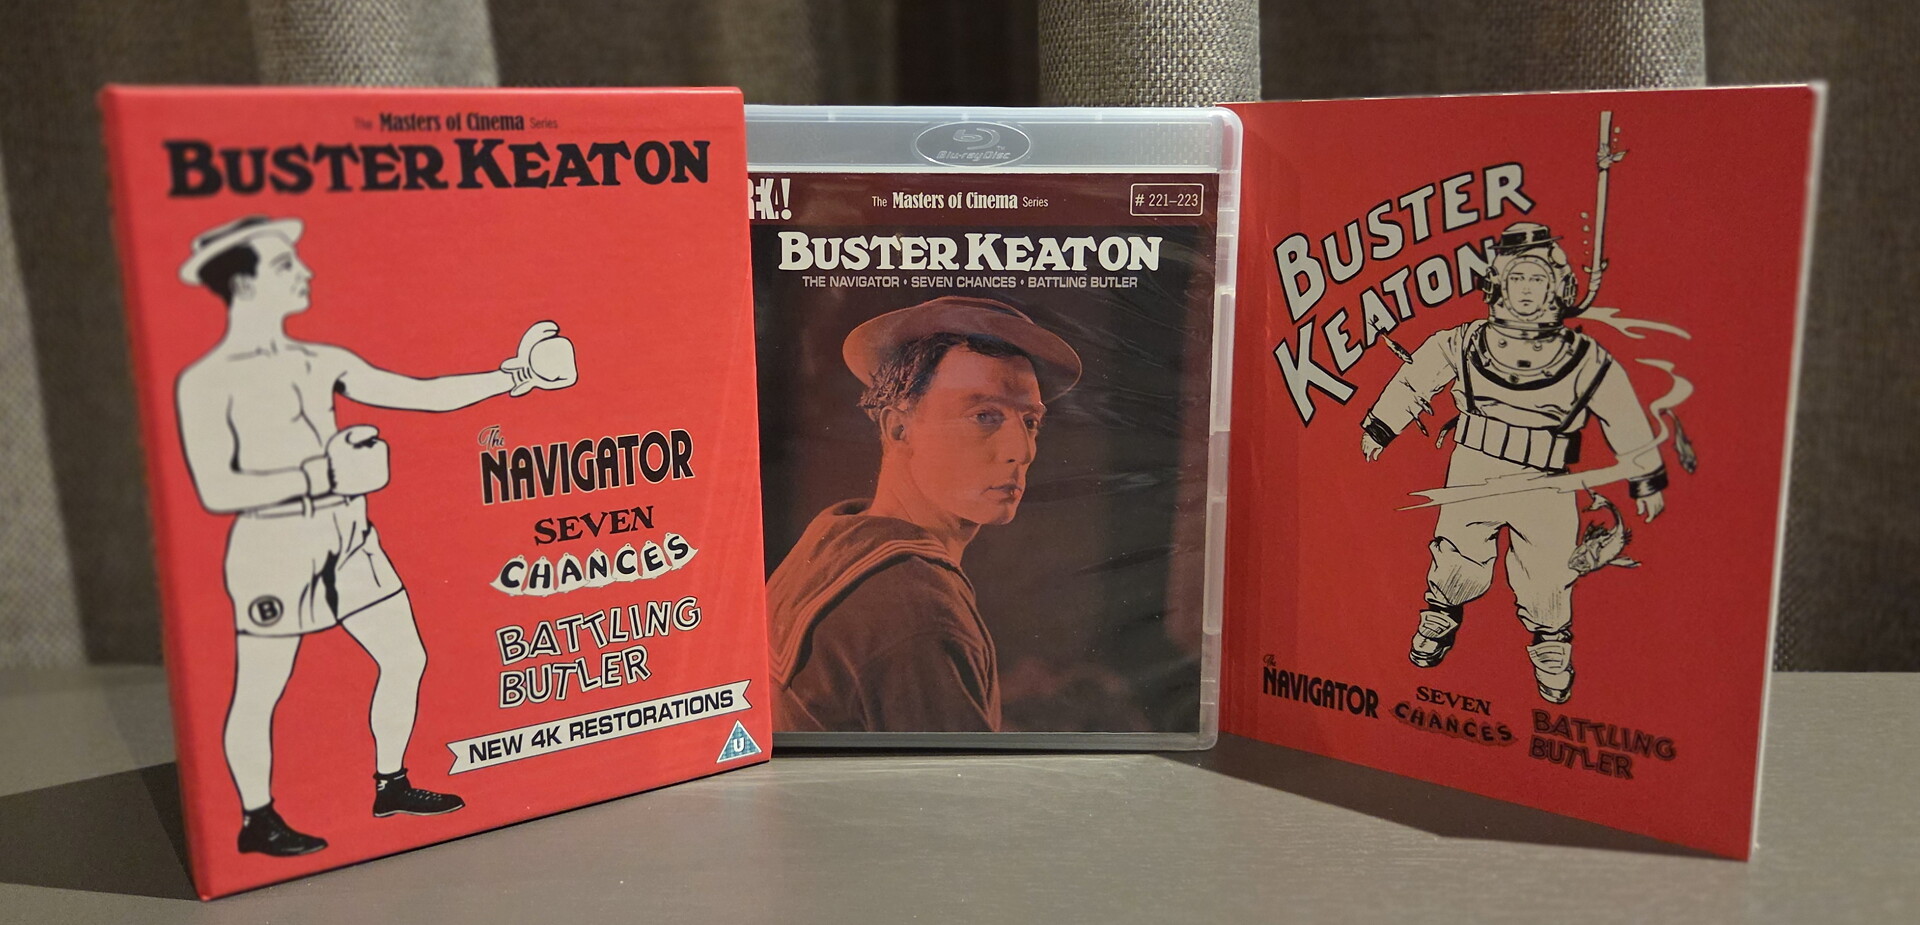 The Masters of Cinema Series
BUSTER KEATON
The
NAVIGATOR
SEVEN
CHANCES
BATTLING
BUTLER
NEW 4K RESTORATIONS
U
B
Blu-ray Disc
The Masters of Cinema Series
# 221–223
BUSTER KEATON
THE NAVIGATOR • SEVEN CHANCES • BATTLING BUTLER
BUSTER
KEATON
The
NAVIGATOR
SEVEN
CHANCES
BATTLING
BUTLER